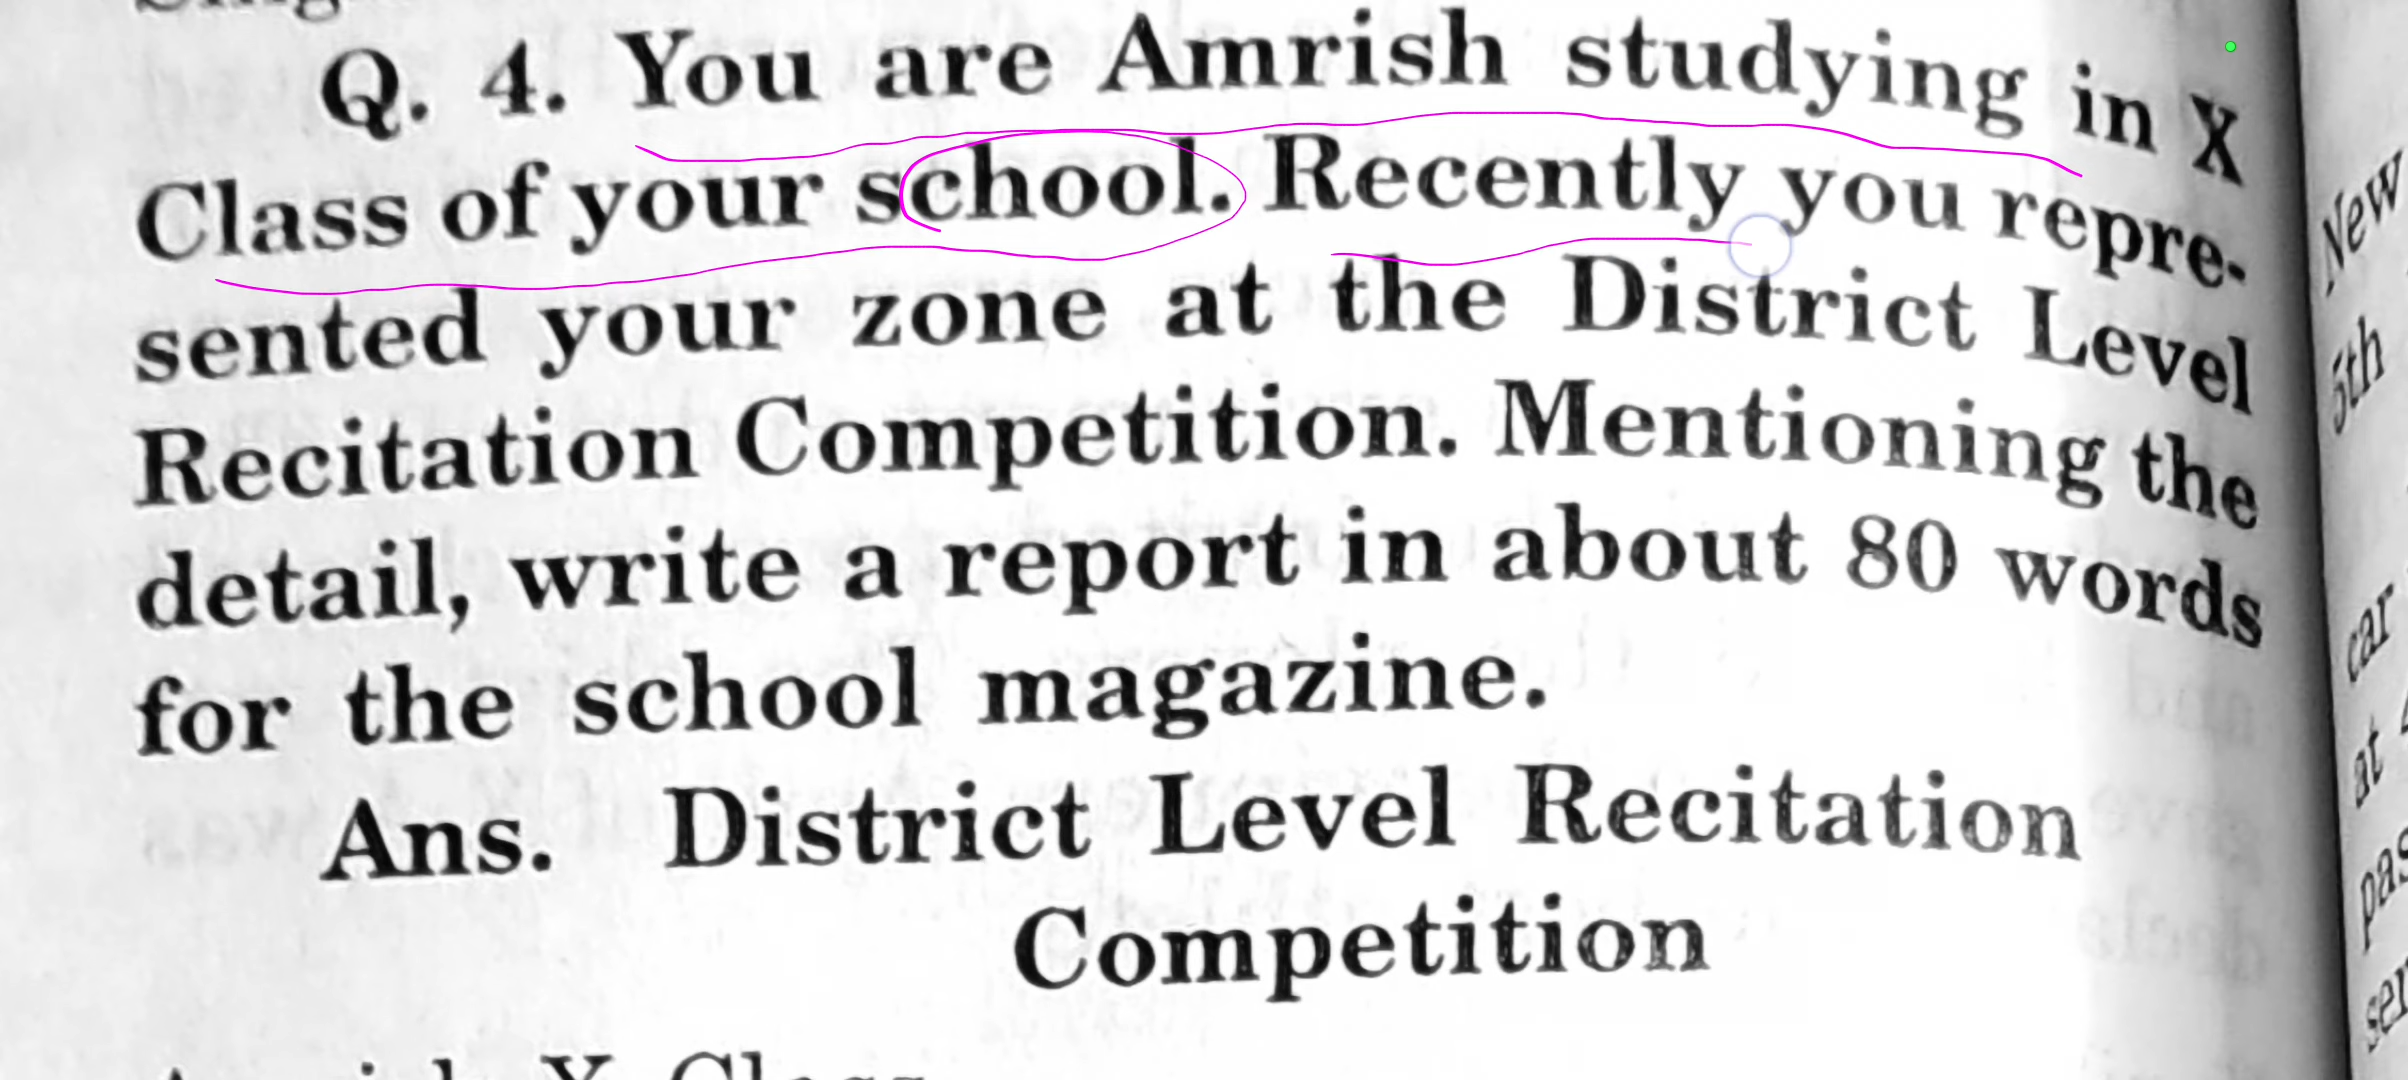 Q. 4. You are Amrish studying in X
Class of your school. Recently you repre-
sented your zone at the District Level
Recitation Competition. Mentioning the
detail, write a report in about 80 words
for the school magazine.
Ans. District Level Recitation
Competition
New
5th
car
at